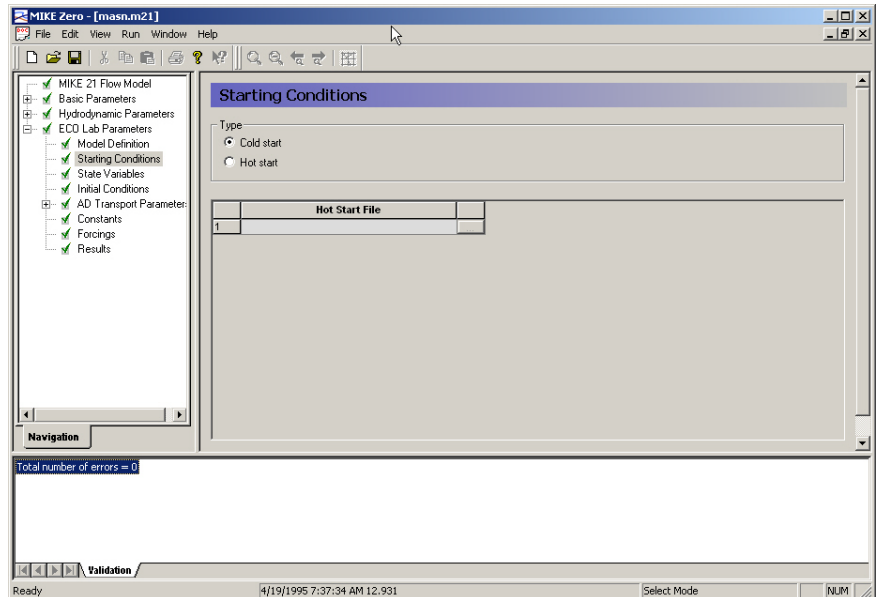 MIKE Zero - [masn.m21]
File Edit View Run Window Help
MIKE 21 Flow Model
Basic Parameters
Hydrodynamic Parameters
ECO Lab Parameters
Model Definition
Starting Conditions
State Variables
Initial Conditions
AD Transport Parameter
Constants
Forcings
Results
Navigation
Starting Conditions
Type
Cold start
Hot start
Hot Start File
1
Total number of errors = 0
Validation
Ready 4/19/1995 7:37:34 AM 12.931 Select Mode NUM